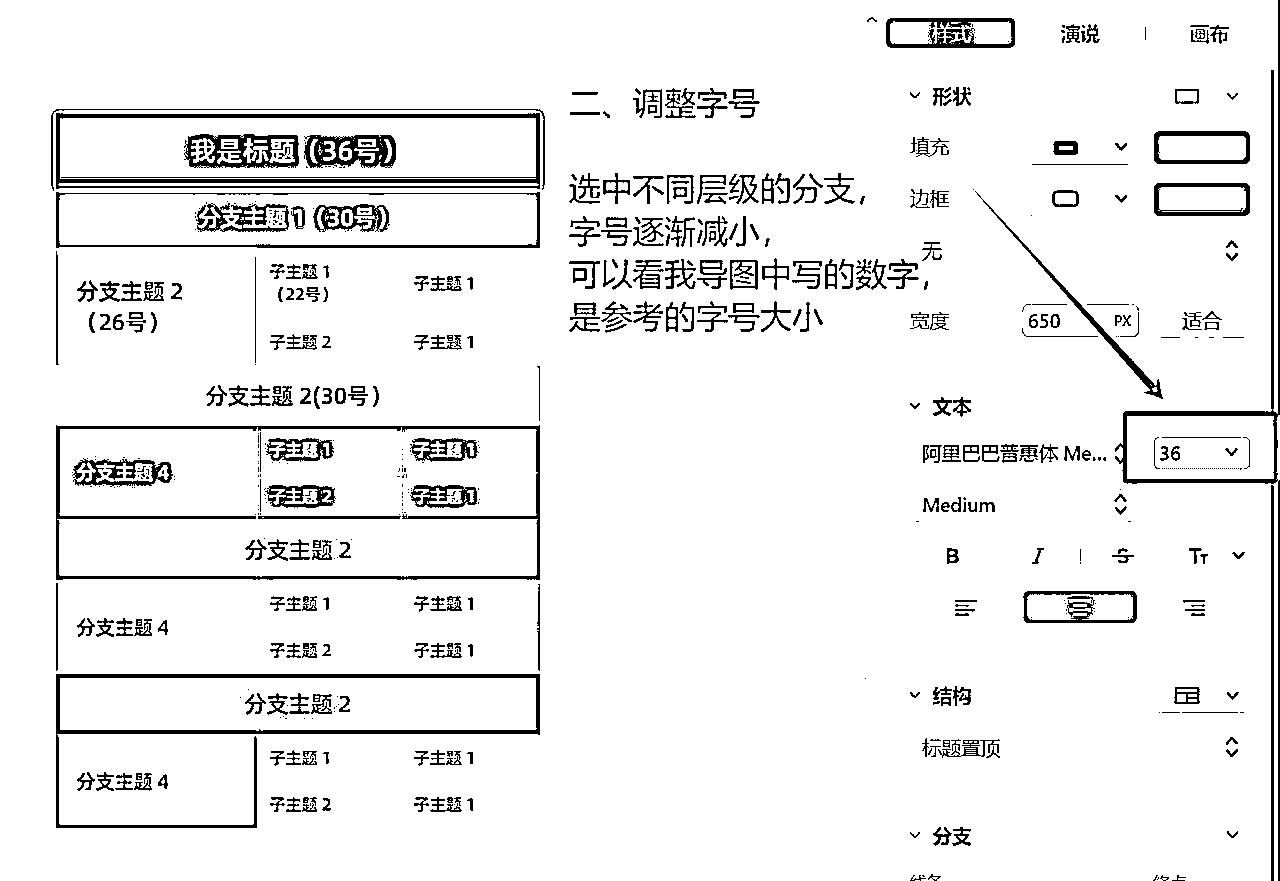 样式 演说 画布
我是标题（36号）
分支主题 1（30号）
分支主题 2
（26号）
子主题 1
（22号）
子主题 1
子主题 2
子主题 1
分支主题 2(30号）
分支主题 4
子主题 1
子主题 1
子主题 2
子主题 1
分支主题 2
分支主题 4
子主题 1
子主题 1
子主题 2
子主题 1
分支主题 2
分支主题 4
子主题 1
子主题 1
子主题 2
子主题 1
二、调整字号
选中不同层级的分支，
字号逐渐减小，
可以看我导图中写的数字，
是参考的字号大小
形状
填充
边框
无
宽度 650 PX 适合
文本
阿里巴巴普惠体 Me... 36
Medium
B I S TT
结构
标题置顶
分支